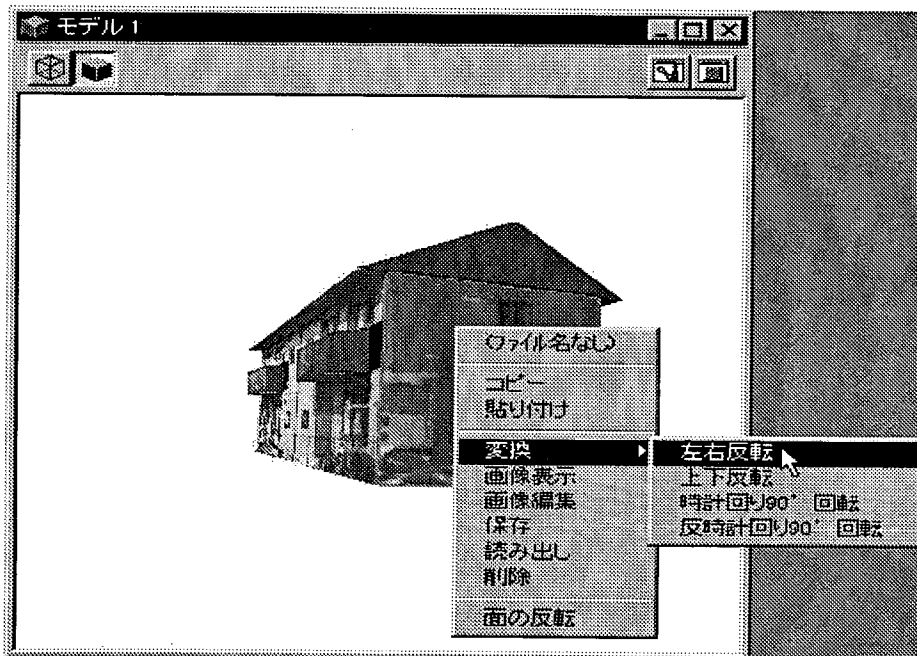 モデル 1
(ファイル名なし)
コピー
貼り付け
変換
画像表示
画像編集
保存
読み出し
削除
面の反転
左右反転
上下反転
時計回り90° 回転
反時計回り90° 回転